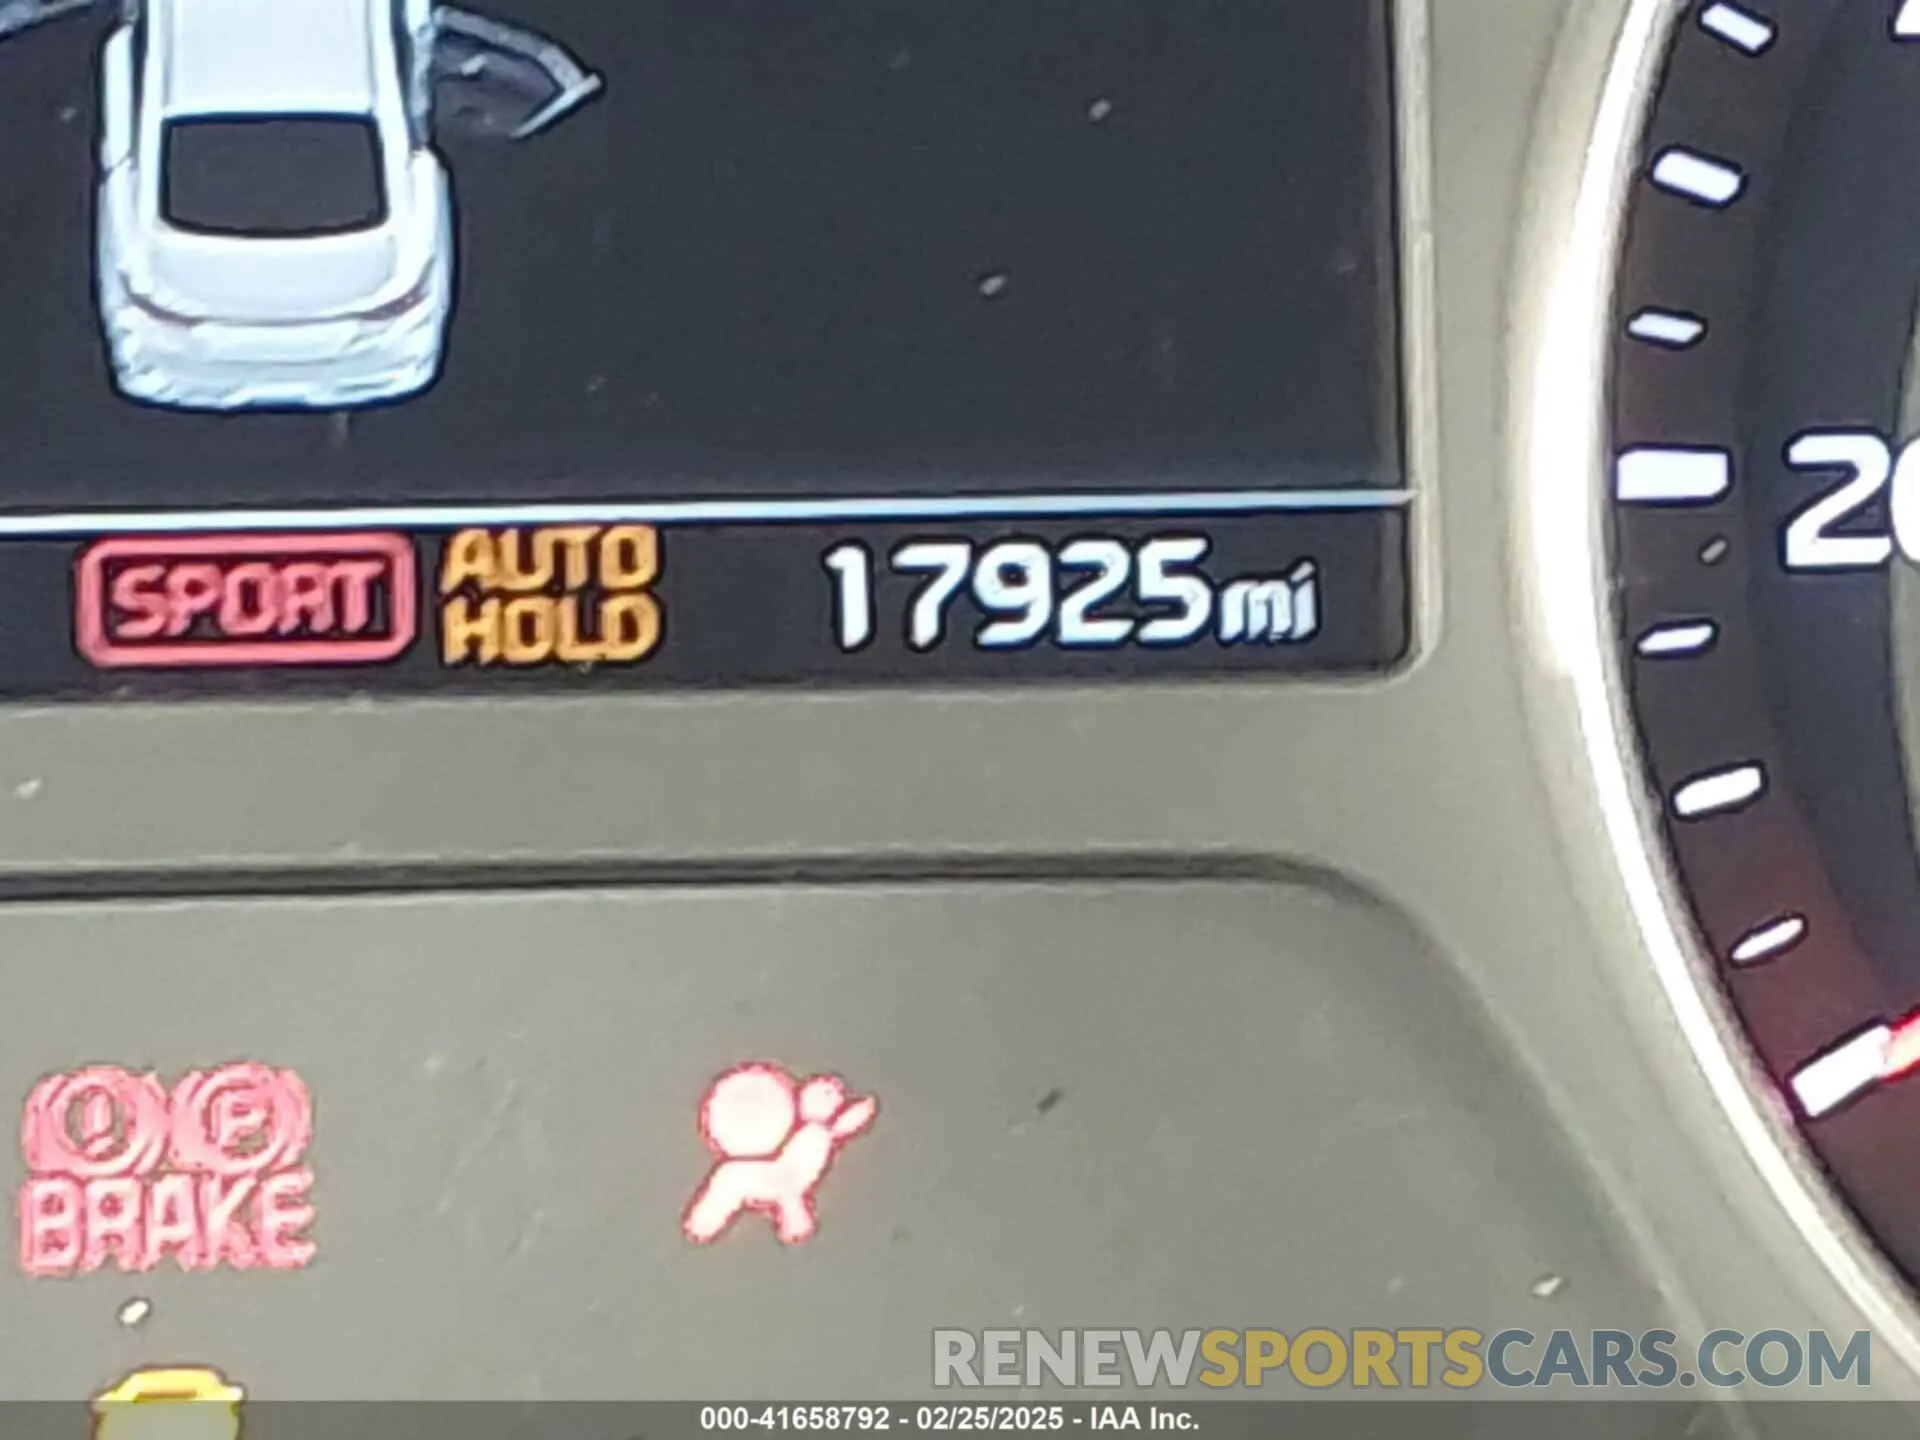 SPORT AUTO HOLD 17925mi
20
BRAKE
RENEWSPORTSCARS.COM
000-41658792 - 02/25/2025 - IAA Inc.